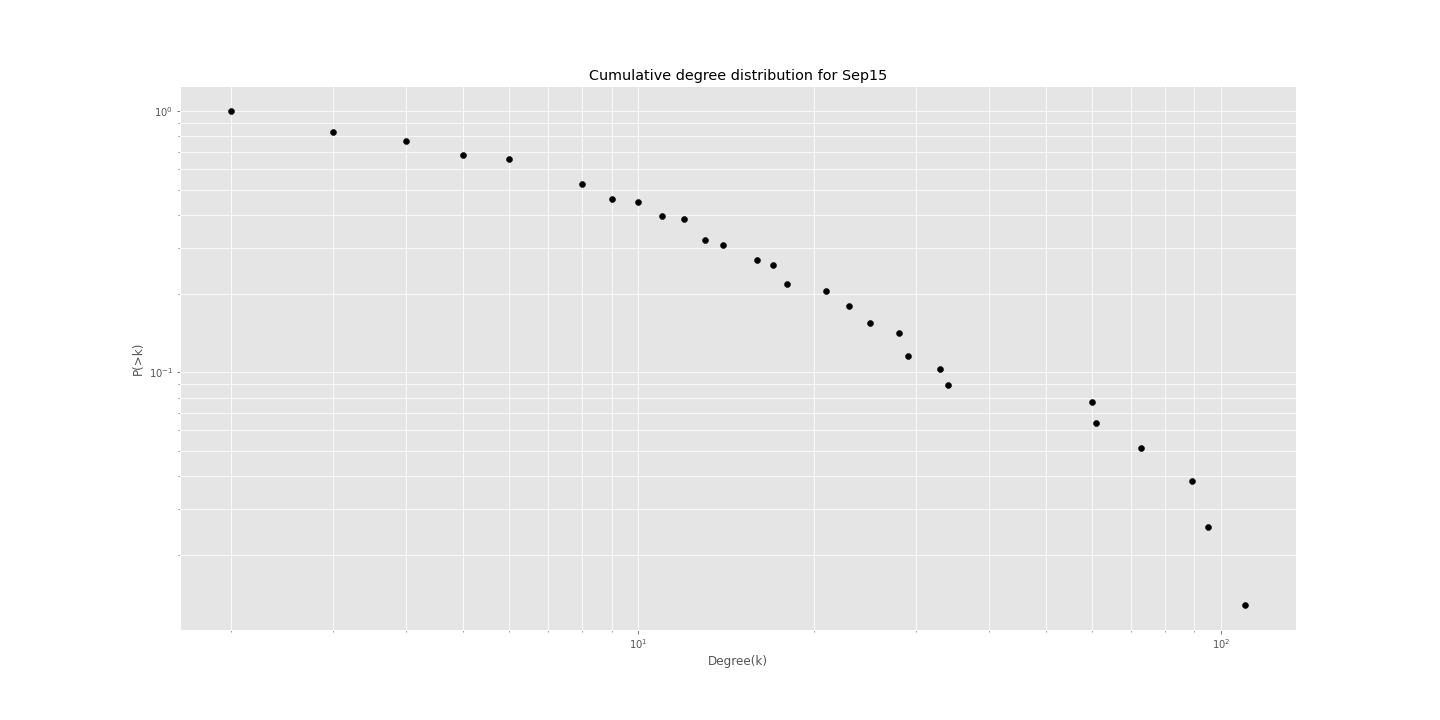 Cumulative degree distribution for Sep15
10⁰
P(>k)
10⁻¹
10¹
10²
Degree(k)